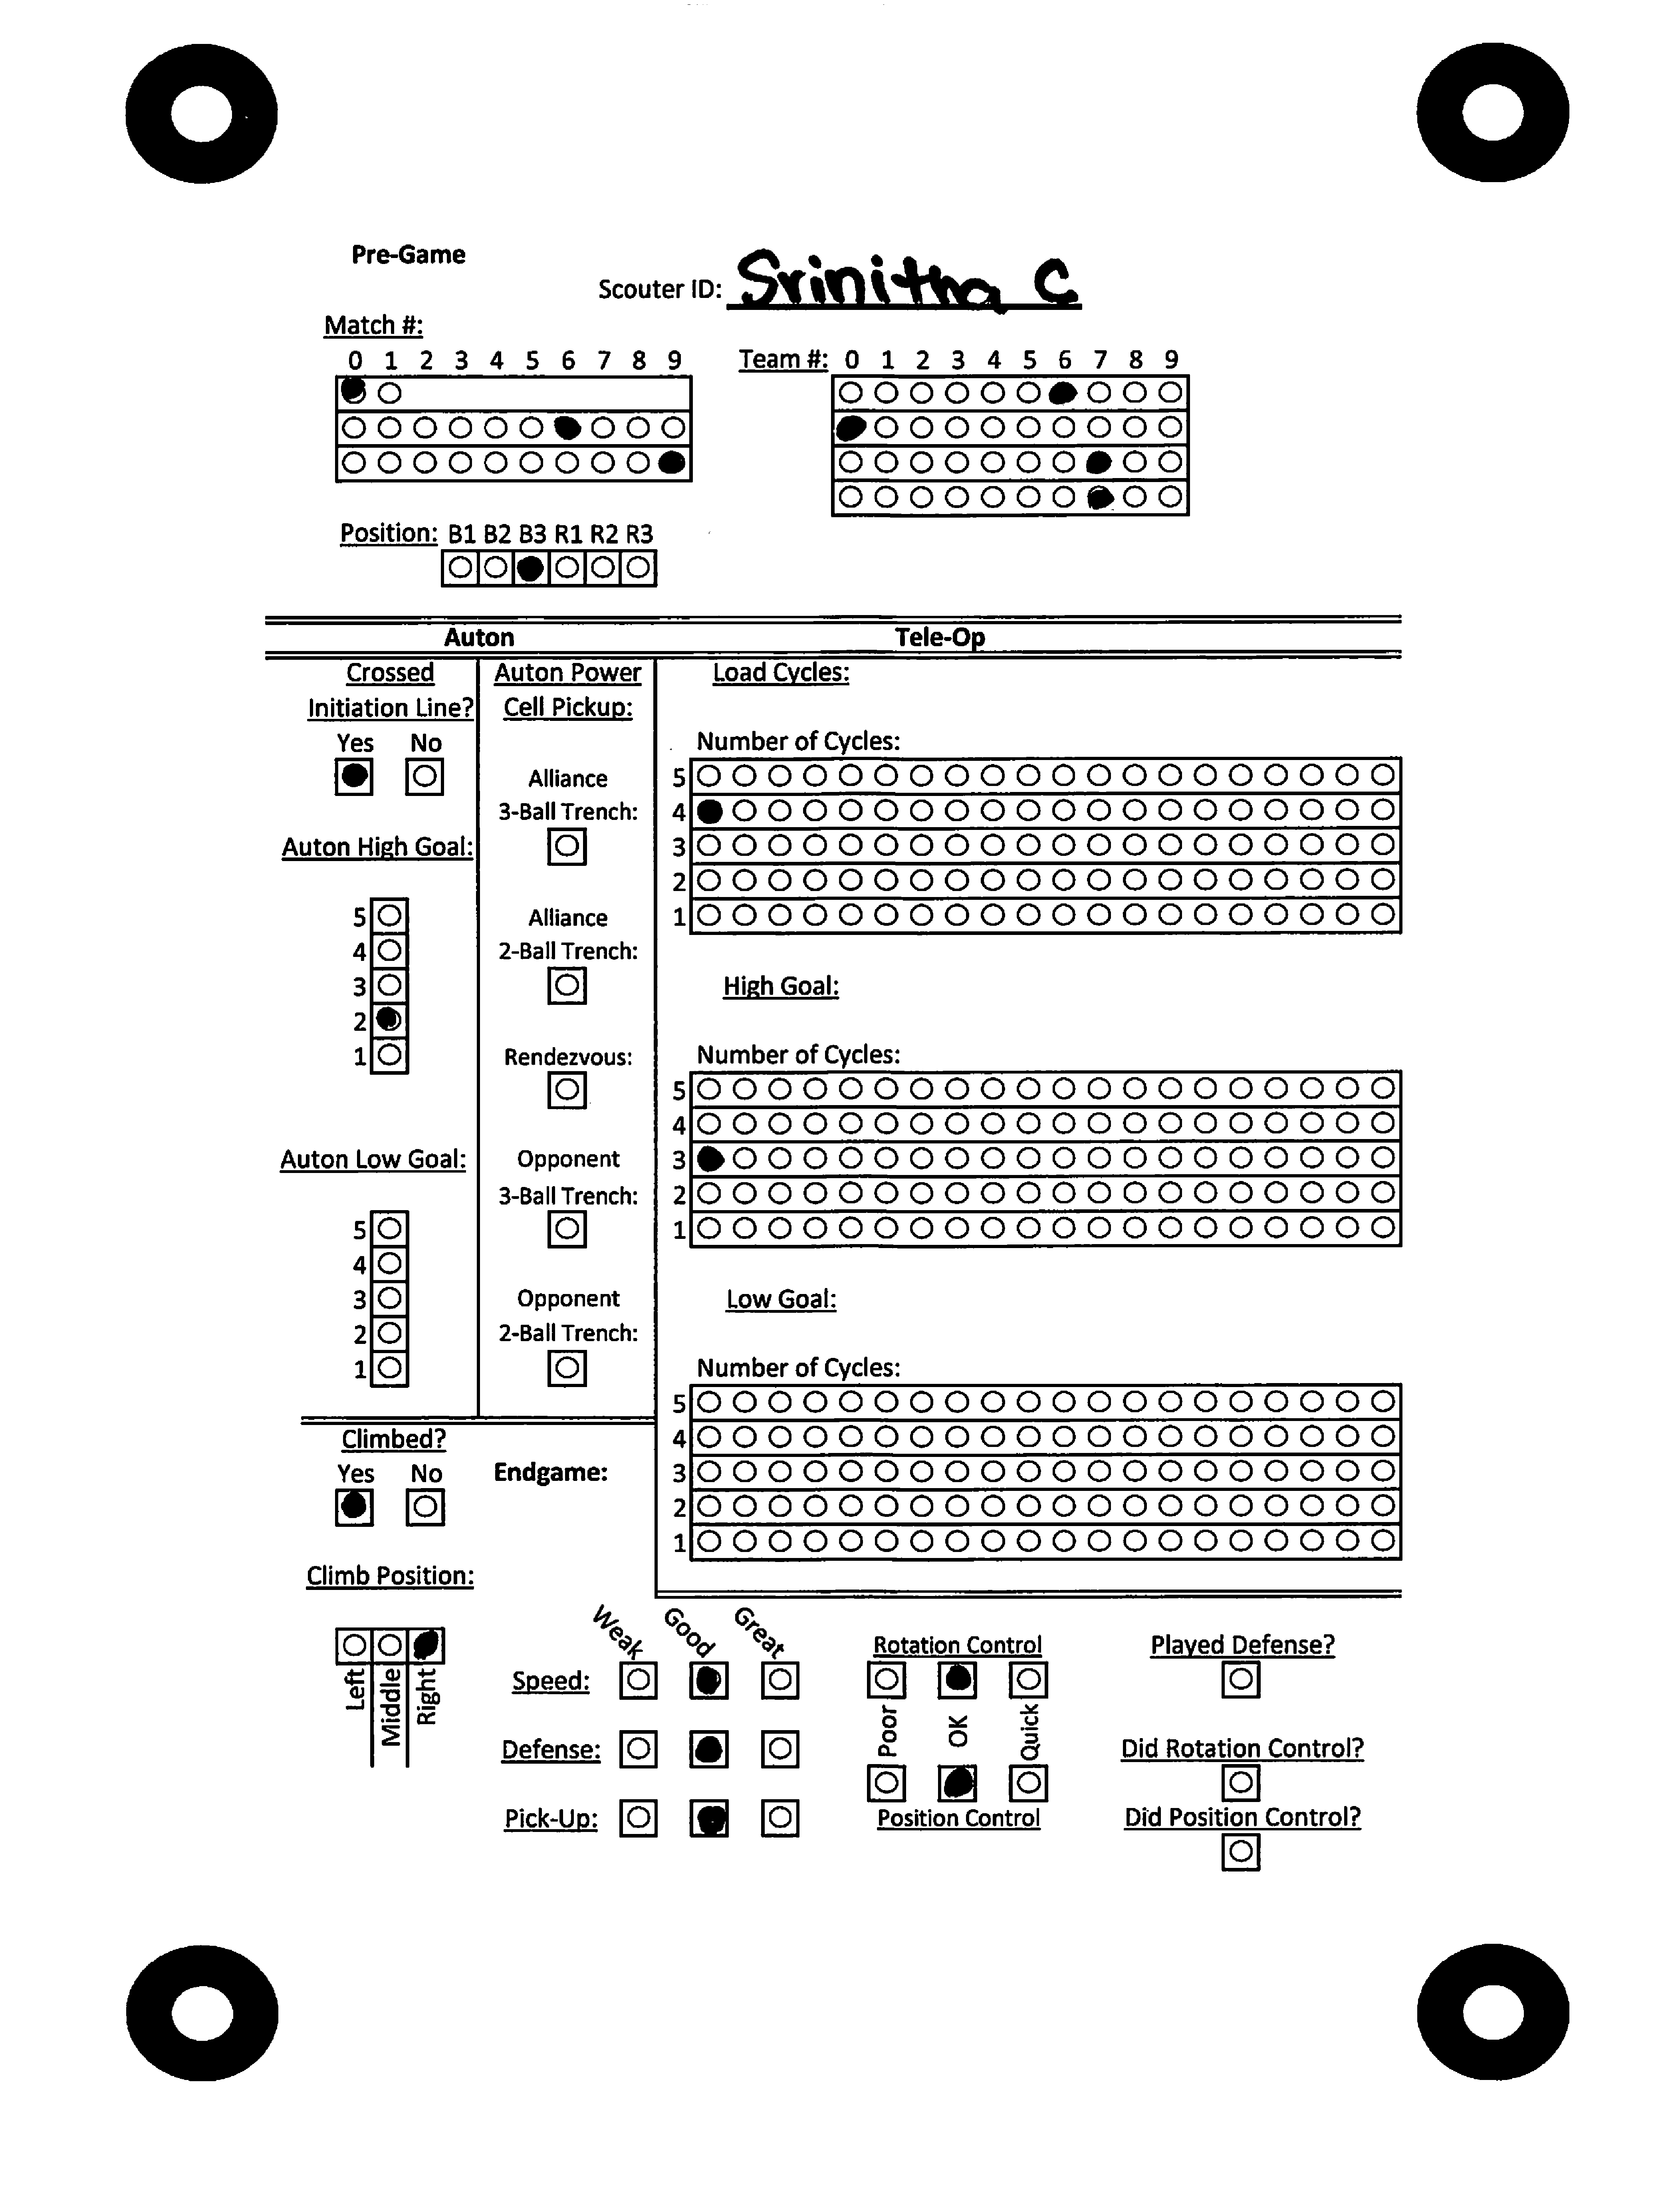 Pre-Game
Scouter ID: Srinitha C
Match #:
0 1 2 3 4 5 6 7 8 9
Team #: 0 1 2 3 4 5 6 7 8 9
Position: B1 B2 B3 R1 R2 R3
Auton
Tele-Op
Crossed
Initiation Line?
Yes No
Auton High Goal:
5
4
3
2
1
Auton Low Goal:
5
4
3
2
1
Auton Power
Cell Pickup:
Alliance
3-Ball Trench:
Alliance
2-Ball Trench:
Rendezvous:
Opponent
3-Ball Trench:
Opponent
2-Ball Trench:
Load Cycles:
Number of Cycles:
5
4
3
2
1
High Goal:
Number of Cycles:
5
4
3
2
1
Low Goal:
Number of Cycles:
5
4
3
2
1
Climbed?
Yes No
Endgame:
Climb Position:
Left
Middle
Right
Weak
Good
Great
Speed:
Defense:
Pick-Up:
Rotation Control
Poor
OK
Quick
Position Control
Played Defense?
Did Rotation Control?
Did Position Control?